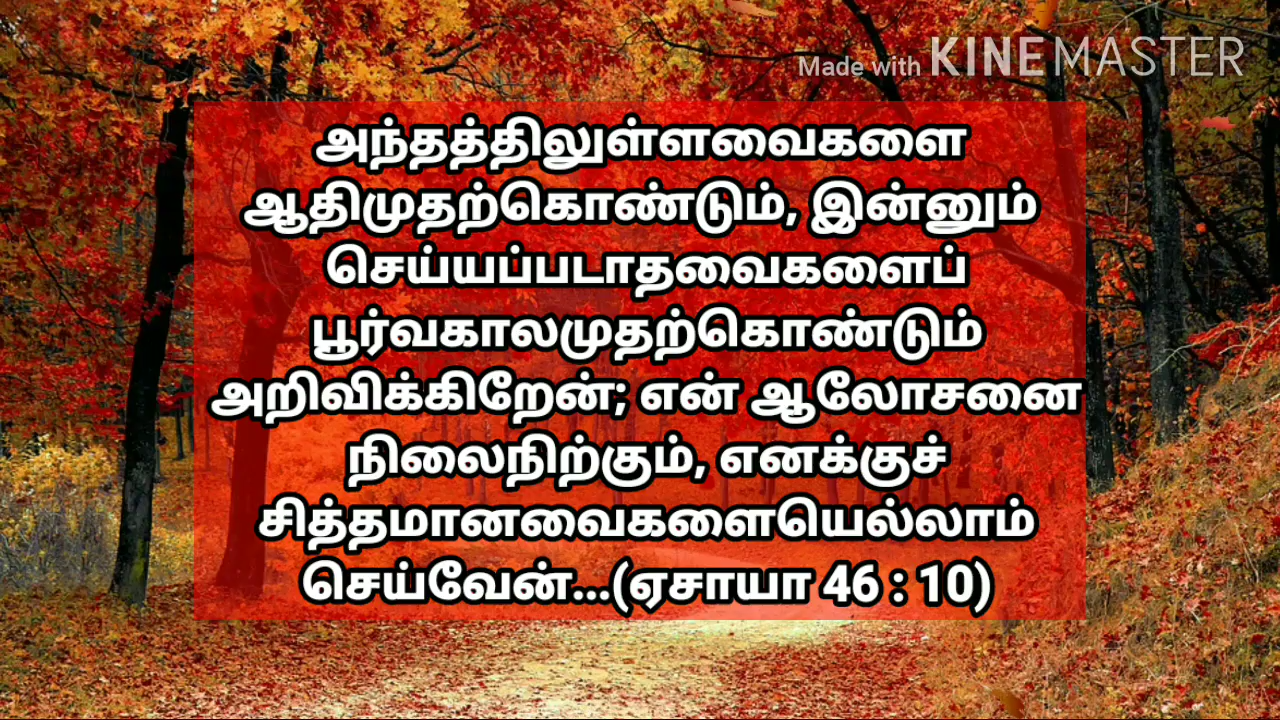 Made with KINEMASTER
அந்தத்திலுள்ளவைகளை
ஆதிமுதற்கொண்டும், இன்னும்
செய்யப்படாதவைகளைப்
பூர்வகாலமுதற்கொண்டும்
அறிவிக்கிறேன்; என் ஆலோசனை
நிலைநிற்கும், எனக்குச்
சித்தமானவைகளையெல்லாம்
செய்வேன்...(ஏசாயா 46 : 10)